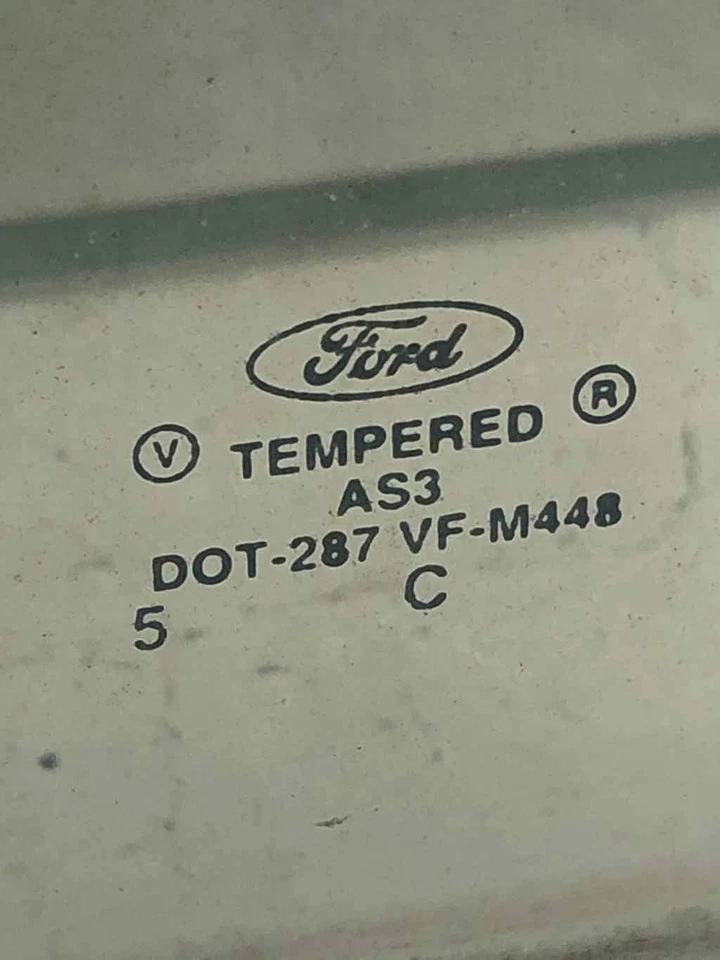 Ford
V TEMPERED R
AS3
DOT-287 VF-M448
5 C